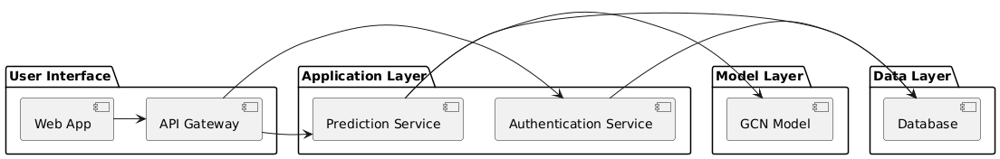 User Interface
Web App
API Gateway
Application Layer
Prediction Service
Authentication Service
Model Layer
GCN Model
Data Layer
Database